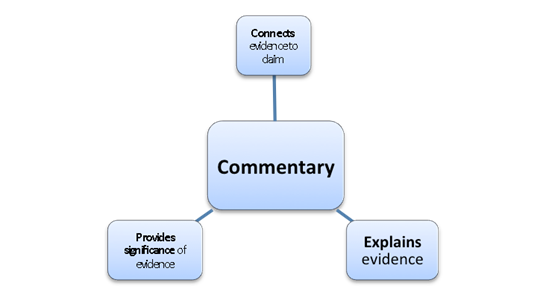 Connects
evidence to
claim
Commentary
Provides
significance of
evidence
Explains
evidence